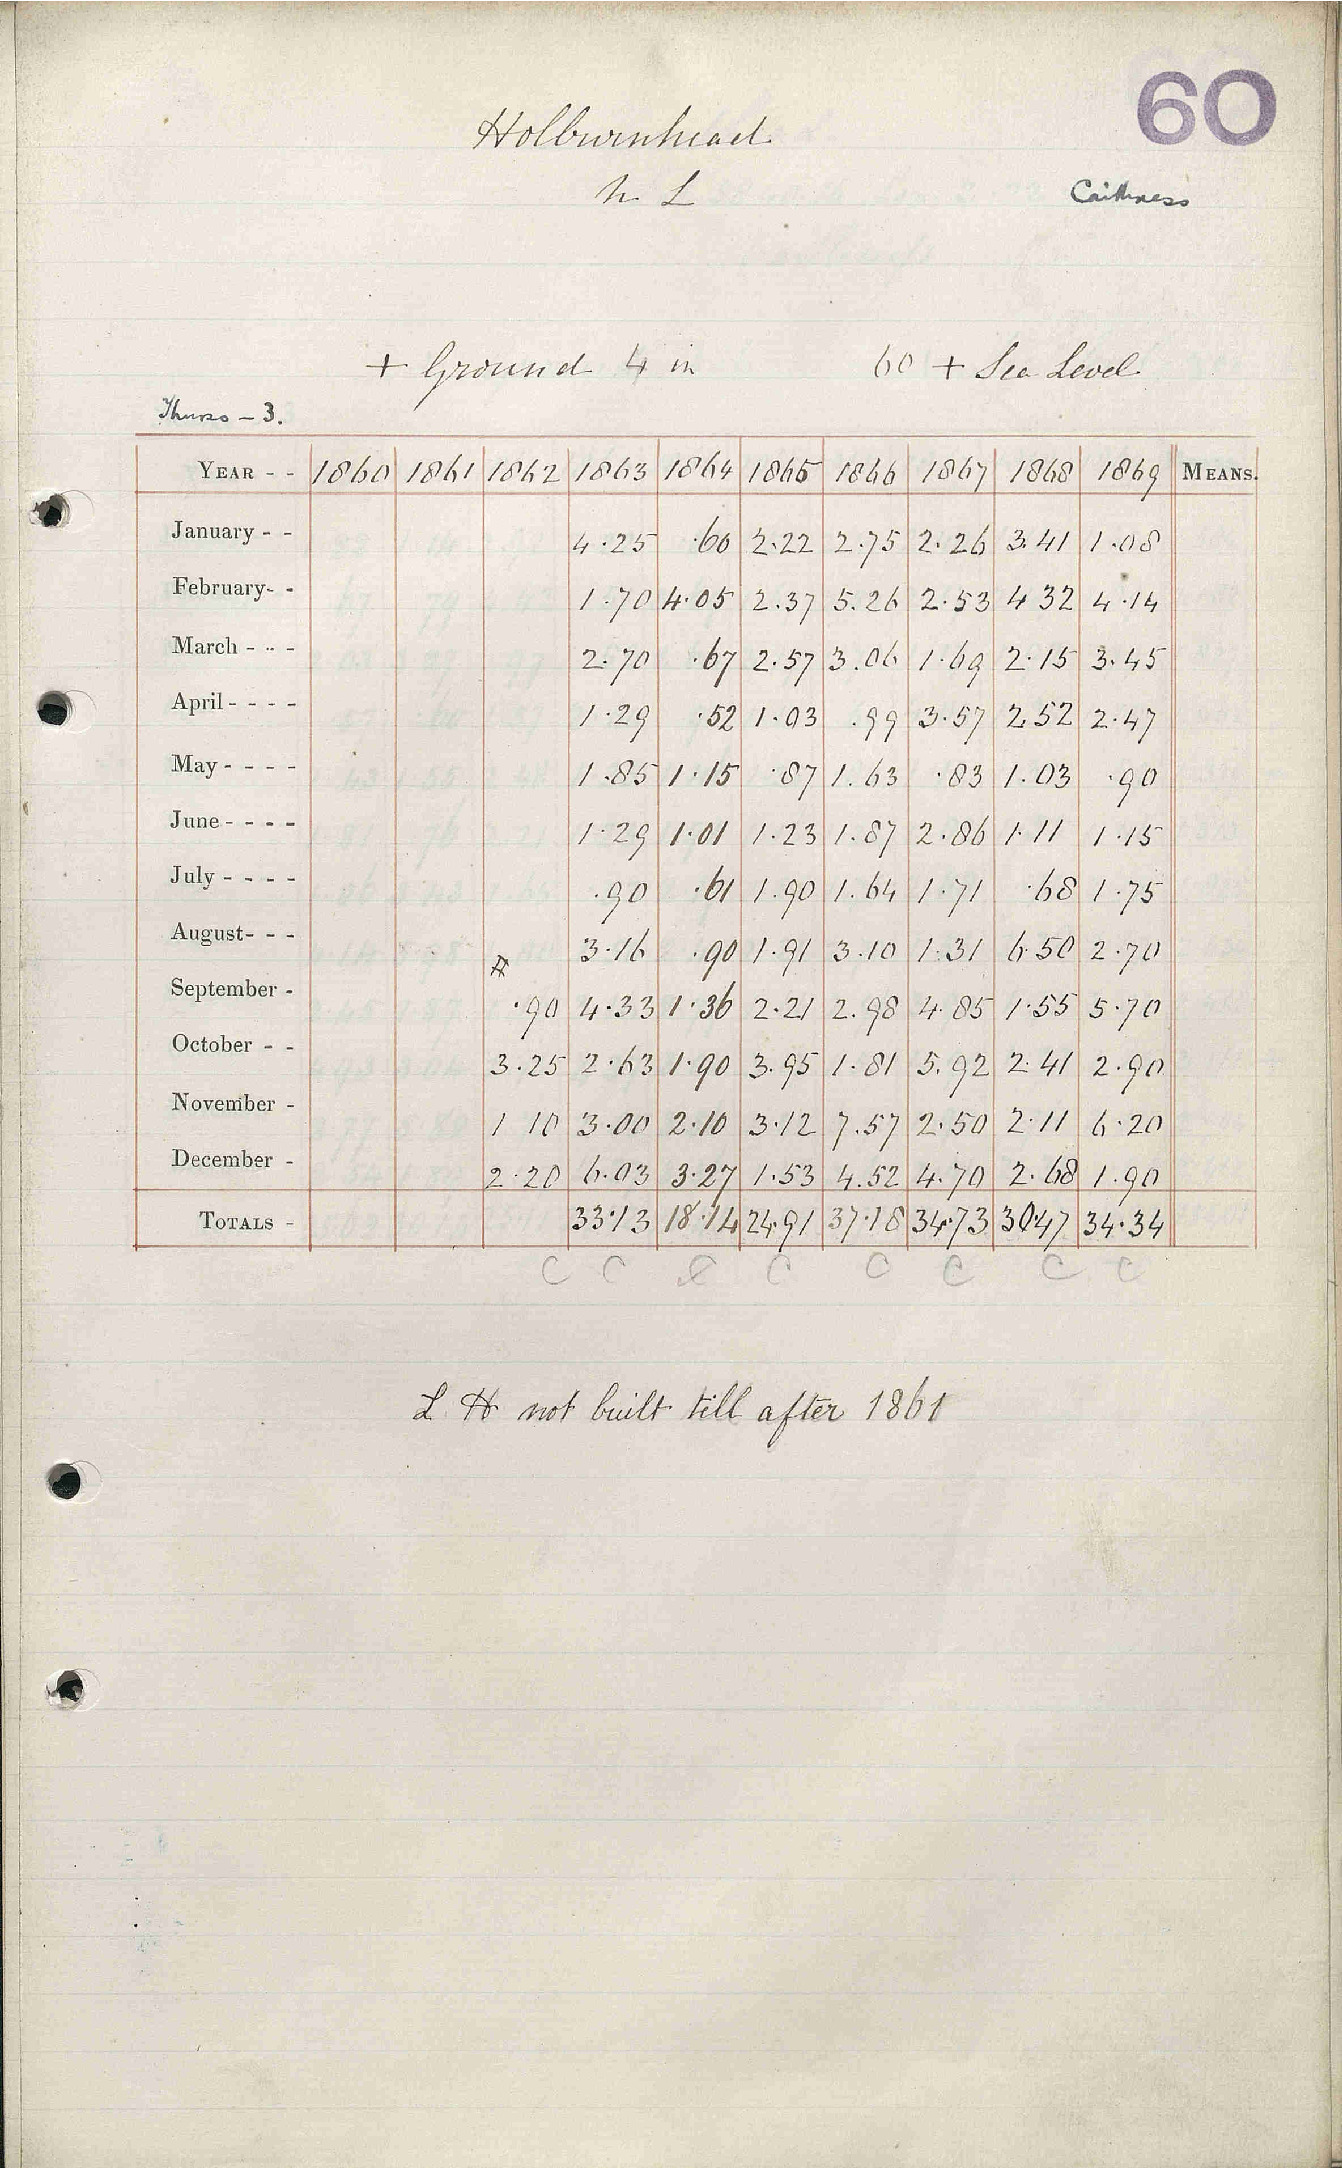 60
Holburnhead
N L
Caithness
+ Ground 4 in 60 + Sea Level
Thurso - 3.
YEAR - - 1860 1861 1862 1863 1864 1865 1866 1867 1868 1869 MEANS.
January - - 4.25 .60 2.22 2.75 2.26 3.41 1.08
February- - 1.70 4.05 2.37 5.26 2.53 4 32 4.14
March - - - 2.70 .67 2.57 3.06 1.69 2.15 3.45
April - - - - 1.29 .52 1.03 .99 3.57 2.52 2.47
May - - - - 1.85 1.15 .87 1.63 .83 1.03 .90
June - - - - 1.29 1.01 1.23 1.87 2.86 1.11 1.15
July - - - - .90 .61 1.90 1.64 1.71 .68 1.75
August- - - 3.16 .90 1.91 3.10 1.31 6.50 2.70
September - .90 4.33 1.36 2.21 2.98 4.85 1.55 5.70
October - - 3.25 2.63 1.90 3.95 1.81 5.92 2.41 2.90
November - 1 10 3.00 2.10 3.12 7.57 2.50 2.11 6.20
December - 2.20 6.03 3.27 1.53 4.52 4.70 2.68 1.90
TOTALS - 33.13 18.14 24.91 37.18 34.73 30.47 34.34
C C C C C C C C
L H not built till after 1861